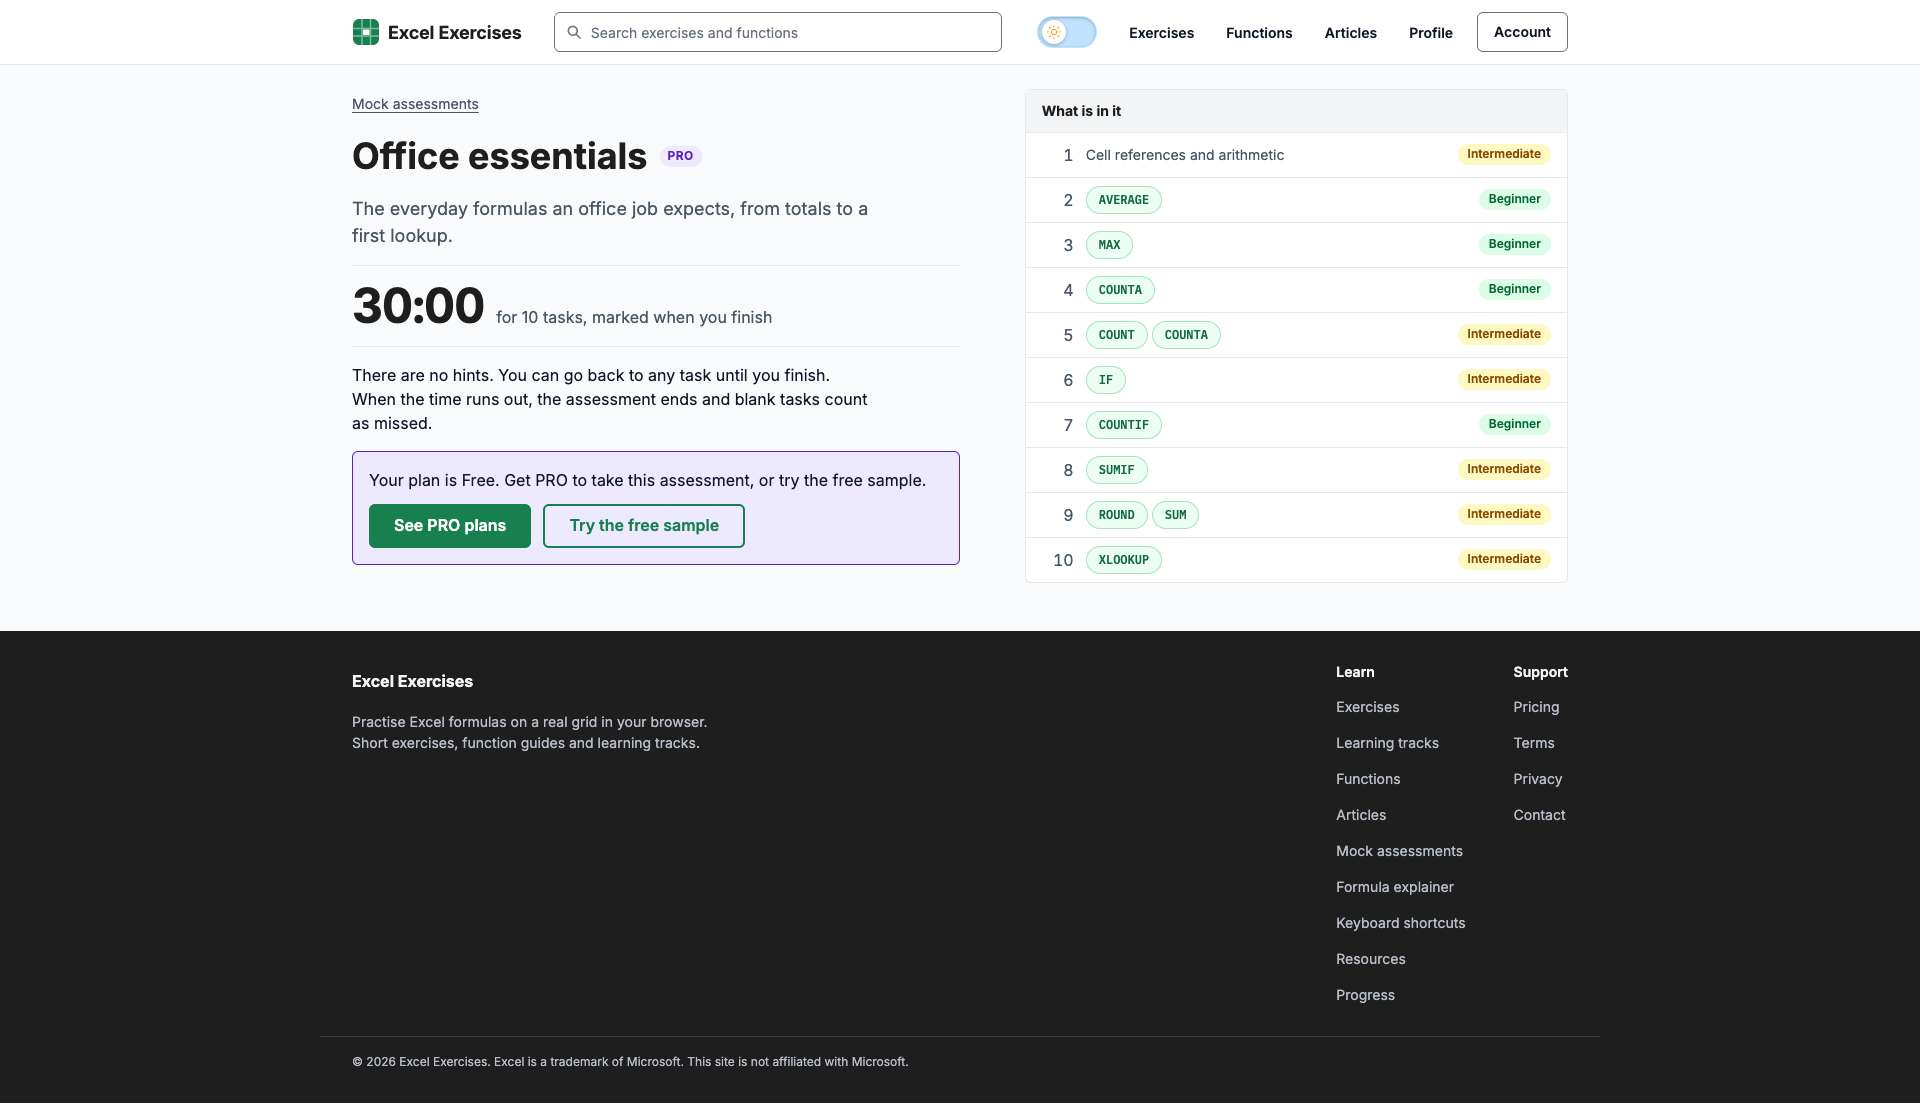 Excel Exercises
Search exercises and functions
Exercises
Functions
Articles
Profile
Account
Mock assessments
Office essentials PRO
The everyday formulas an office job expects, from totals to a
first lookup.
30:00 for 10 tasks, marked when you finish
There are no hints. You can go back to any task until you finish.
When the time runs out, the assessment ends and blank tasks count
as missed.
Your plan is Free. Get PRO to take this assessment, or try the free sample.
See PRO plans
Try the free sample
What is in it
1 Cell references and arithmetic Intermediate
2 AVERAGE Beginner
3 MAX Beginner
4 COUNTA Beginner
5 COUNT COUNTA Intermediate
6 IF Intermediate
7 COUNTIF Beginner
8 SUMIF Intermediate
9 ROUND SUM Intermediate
10 XLOOKUP Intermediate
Excel Exercises
Practise Excel formulas on a real grid in your browser.
Short exercises, function guides and learning tracks.
Learn
Exercises
Learning tracks
Functions
Articles
Mock assessments
Formula explainer
Keyboard shortcuts
Resources
Progress
Support
Pricing
Terms
Privacy
Contact
© 2026 Excel Exercises. Excel is a trademark of Microsoft. This site is not affiliated with Microsoft.